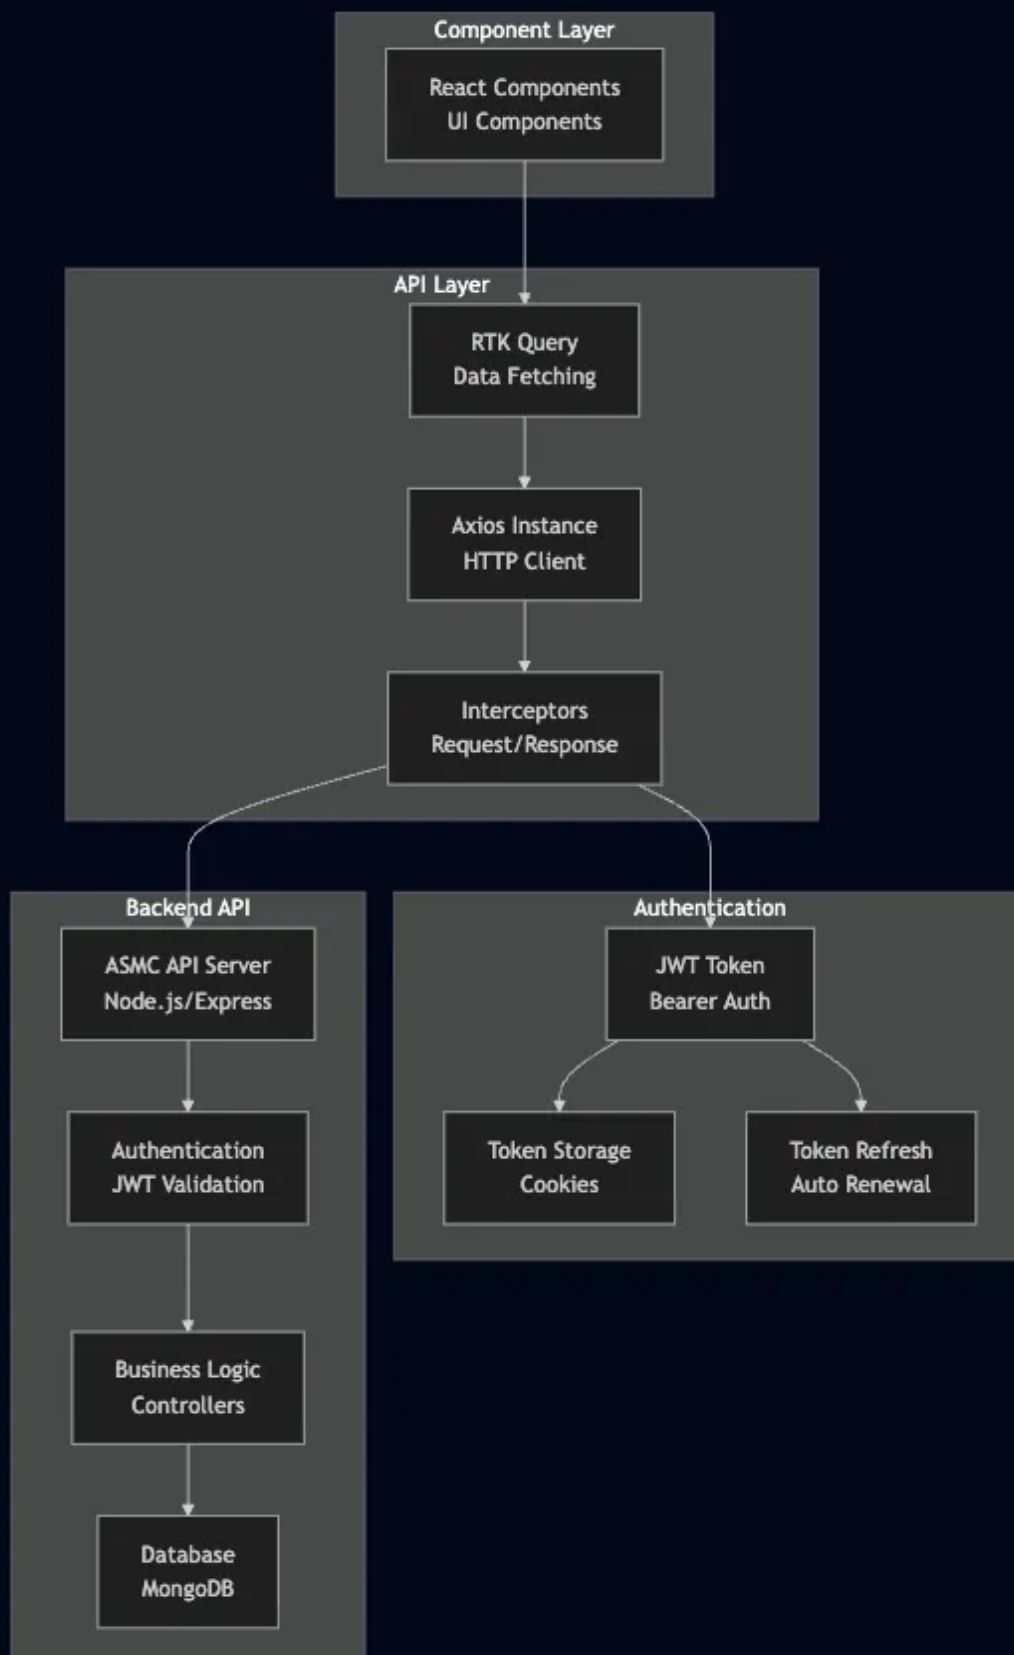 Component Layer
React Components
UI Components
API Layer
RTK Query
Data Fetching
Axios Instance
HTTP Client
Interceptors
Request/Response
Backend API
ASMC API Server
Node.js/Express
Authentication
JWT Validation
Business Logic
Controllers
Database
MongoDB
Authentication
JWT Token
Bearer Auth
Token Storage
Cookies
Token Refresh
Auto Renewal